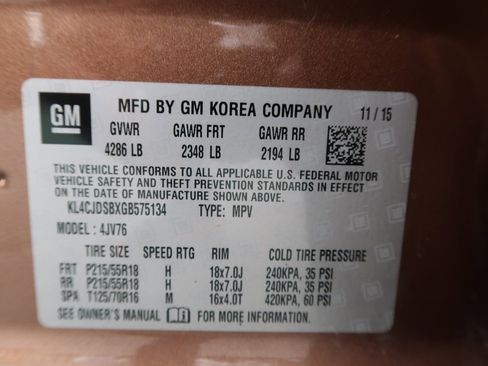 GM
MFD BY GM KOREA COMPANY 11 / 15
GVWR GAWR FRT GAWR RR
4286 LB 2348 LB 2194 LB
THIS VEHICLE CONFORMS TO ALL APPLICABLE U.S. FEDERAL MOTOR
VEHICLE SAFETY AND THEFT PREVENTION STANDARDS IN EFFECT
ON THE DATE OF MANUFACTURE SHOWN ABOVE.
KL4CJDSBXGB575134 TYPE: MPV
MODEL : 4JV76
TIRE SIZE SPEED RTG RIM COLD TIRE PRESSURE
FRT P215/55R18 H 18x7.0J 240KPA, 35 PSI
RR P215/55R18 H 18x7.0J 240KPA, 35 PSI
SPA T125/70R16 M 16x4.0T 420KPA, 60 PSI
SEE OWNER'S MANUAL FOR MORE INFORMATION.